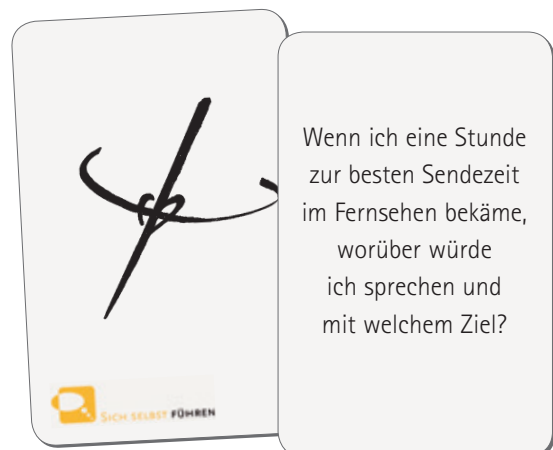 SICH SELBST FÜHREN
Wenn ich eine Stunde
zur besten Sendezeit
im Fernsehen bekäme,
worüber würde
ich sprechen und
mit welchem Ziel?